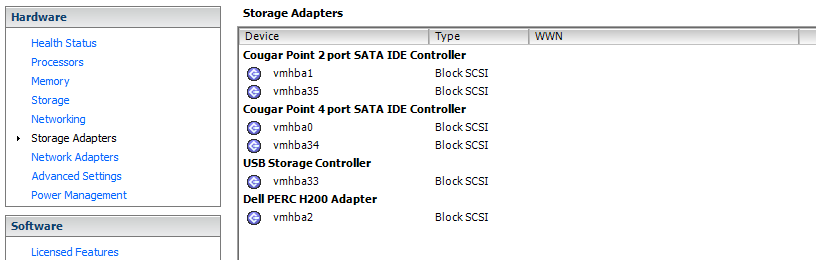 Hardware
Health Status
Processors
Memory
Storage
Networking
Storage Adapters
Network Adapters
Advanced Settings
Power Management
Software
Licensed Features
Storage Adapters
Device Type WWN
Cougar Point 2 port SATA IDE Controller
vmhba1 Block SCSI
vmhba35 Block SCSI
Cougar Point 4 port SATA IDE Controller
vmhba0 Block SCSI
vmhba34 Block SCSI
USB Storage Controller
vmhba33 Block SCSI
Dell PERC H200 Adapter
vmhba2 Block SCSI